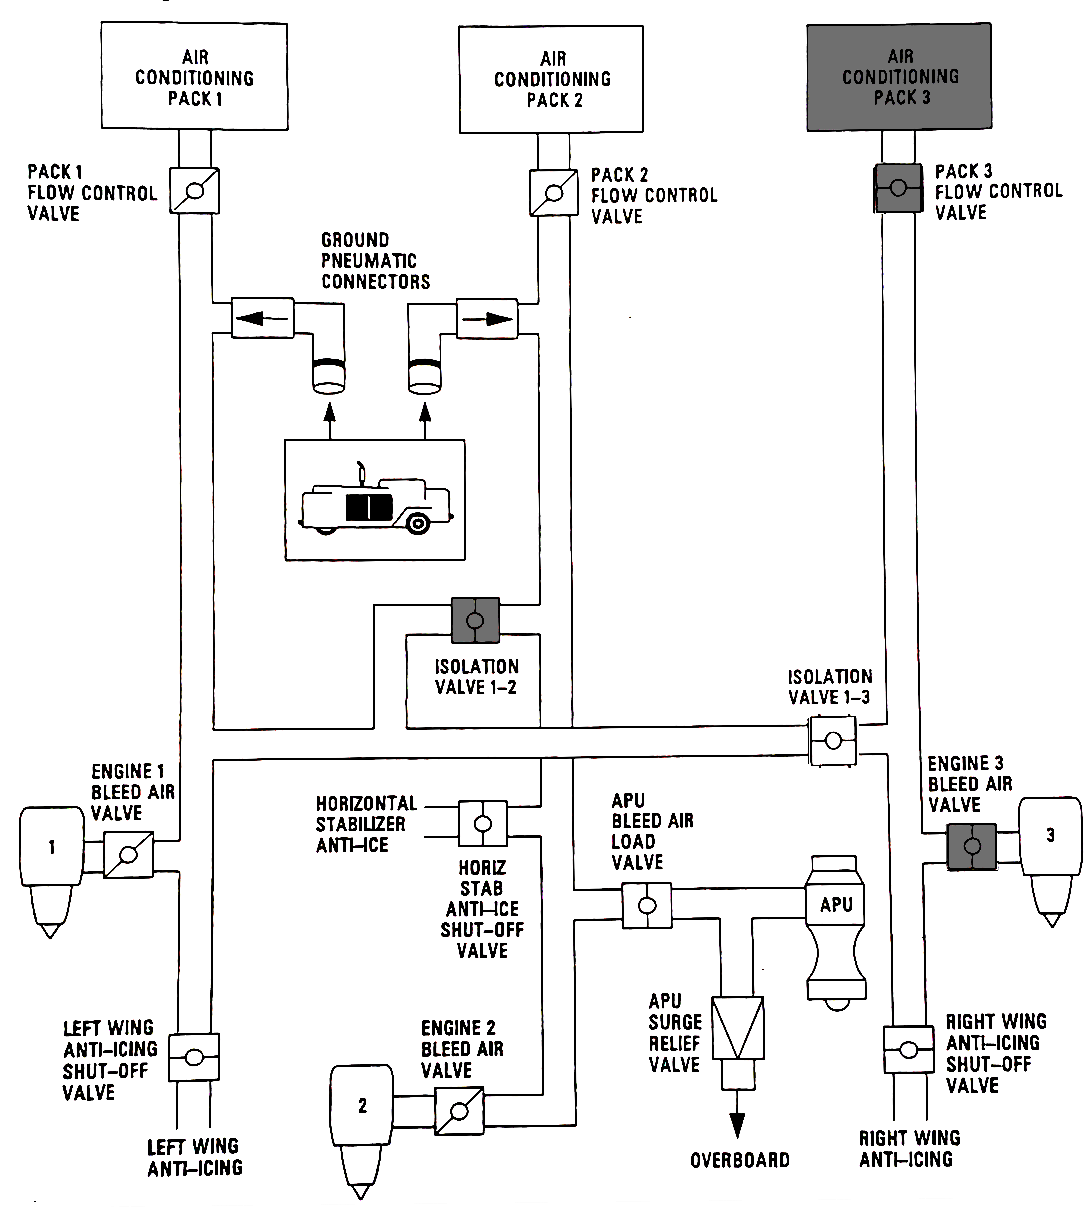 AIR
CONDITIONING
PACK 1
AIR
CONDITIONING
PACK 2
AIR
CONDITIONING
PACK 3
PACK 1
FLOW CONTROL
VALVE
PACK 2
FLOW CONTROL
VALVE
PACK 3
FLOW CONTROL
VALVE
GROUND
PNEUMATIC
CONNECTORS
ISOLATION
VALVE 1–2
ISOLATION
VALVE 1–3
ENGINE 1
BLEED AIR
VALVE
1
HORIZONTAL
STABILIZER
ANTI–ICE
HORIZ
STAB
ANTI–ICE
SHUT–OFF
VALVE
APU
BLEED AIR
LOAD
VALVE
ENGINE 3
BLEED AIR
VALVE
3
APU
LEFT WING
ANTI–ICING
SHUT–OFF
VALVE
LEFT WING
ANTI–ICING
ENGINE 2
BLEED AIR
VALVE
2
APU
SURGE
RELIEF
VALVE
OVERBOARD
RIGHT WING
ANTI–ICING
SHUT–OFF
VALVE
RIGHT WING
ANTI–ICING